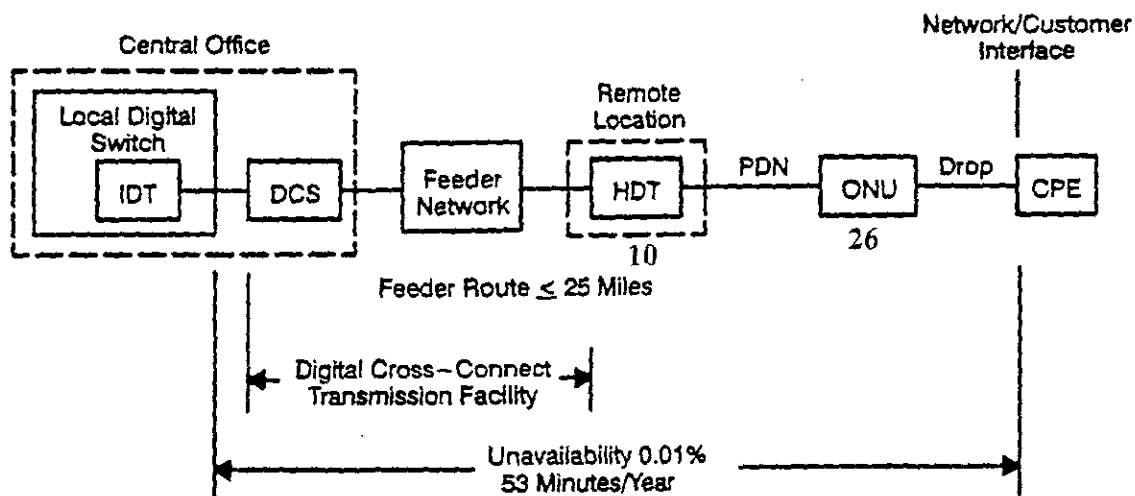 Network/Customer
Interface
Central Office
Local Digital
Switch
IDT
DCS
Feeder
Network
Remote
Location
HDT
10
PDN
ONU
26
Drop
CPE
Feeder Route ≤ 25 Miles
Digital Cross-Connect
Transmission Facility
Unavailability 0.01%
53 Minutes/Year